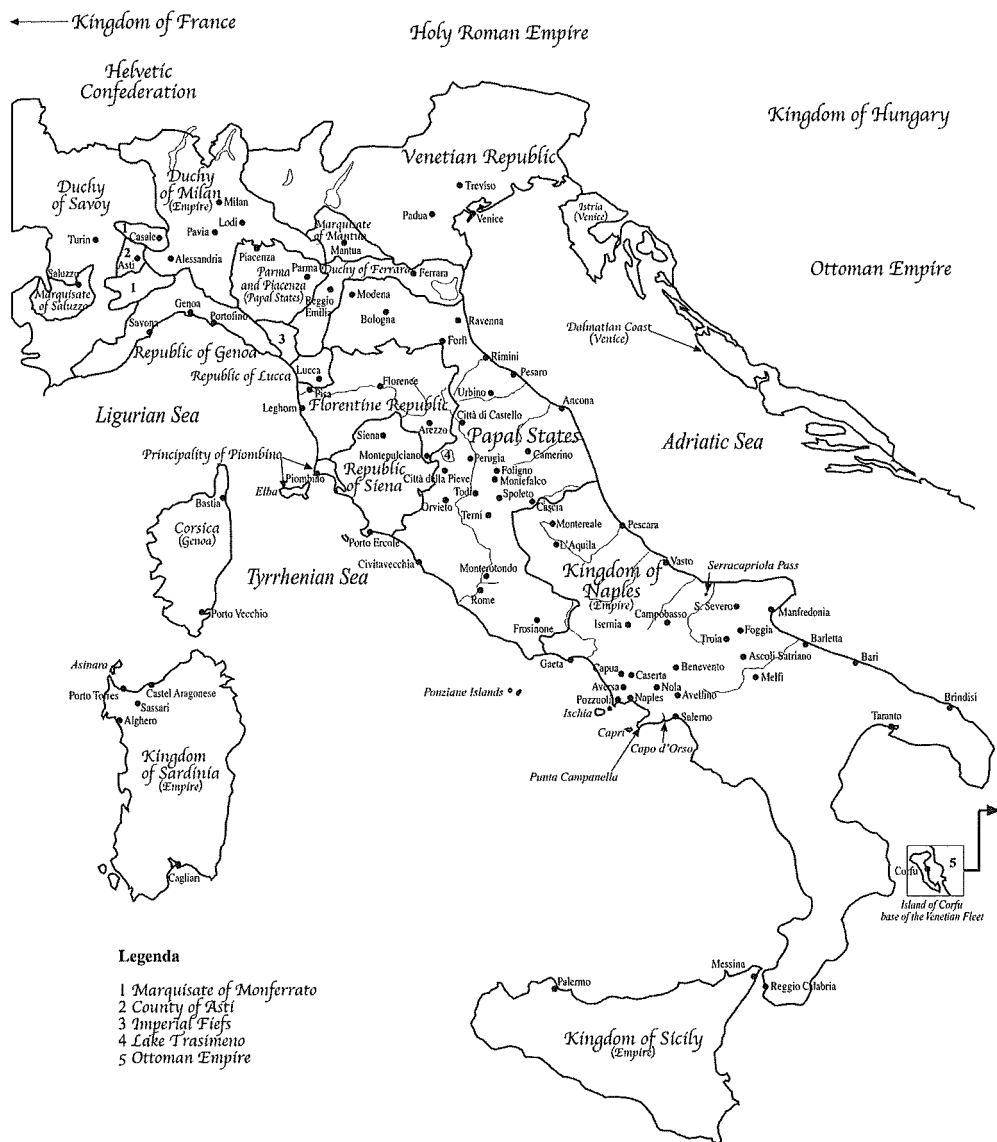 Kingdom of France
Holy Roman Empire
Helvetic
Confederation
Kingdom of Hungary
Venetian Republic
Duchy
of Savoy
Duchy
of Milan
(Empire)
Treviso
Milan
Istria
(Venice)
Padua
Venice
Lodi
Marquisate
of Mantua
Turin
Casale
1
Pavia
Mantua
2
Asti
Alessandria
Piacenza
Parma
Duchy of Ferrara
Ferrara
Ottoman Empire
Saluzzo
Parma
and Piacenza
(Papal States)
1
Marquisate
of Saluzzo
Reggio
Emilia
Modena
Genoa
Portofino
Bologna
Ravenna
Savona
3
Forlì
Dalmatian Coast
(Venice)
Republic of Genoa
Rimini
Lucca
Republic of Lucca
Florence
Pesaro
Pisa
Urbino
Leghorn
Florentine Republic
Ancona
Ligurian Sea
Città di Castello
Arezzo
Siena
Papal States
Adriatic Sea
Principality of Piombino
Montepulciano
4
Perugia
Camerino
Republic
of Siena
Piombino
Città della Pieve
Foligno
Montefalco
Elba
Todi
Spoleto
Bastia
Orvieto
Cascia
Terni
Corsica
(Genoa)
Montereale
Pescara
Porto Ercole
L'Aquila
Civitavecchia
Vasto
Serracapriola Pass
Tyrrhenian Sea
Monterotondo
Kingdom of
Naples
(Empire)
Rome
Porto Vecchio
Campobasso
S. Severo
Manfredonia
Frosinone
Isernia
Troia
Foggia
Barletta
Asinara
Gaeta
Ascoli Satriano
Bari
Capua
Caserta
Benevento
Melfi
Porto Torres
Castel Aragonese
Ponziane Islands
Aversa
Nola
Sassari
Pozzuoli
Naples
Avellino
Brindisi
Alghero
Ischia
Salerno
Taranto
Capri
Capo d'Orso
Kingdom
of Sardinia
(Empire)
Punta Campanella
Corfu
5
Cagliari
Island of Corfu
base of the Venetian Fleet
Legenda
Messina
Palermo
Reggio Calabria
1 Marquisate of Monferrato
2 County of Asti
3 Imperial Fiefs
4 Lake Trasimeno
5 Ottoman Empire
Kingdom of Sicily
(Empire)